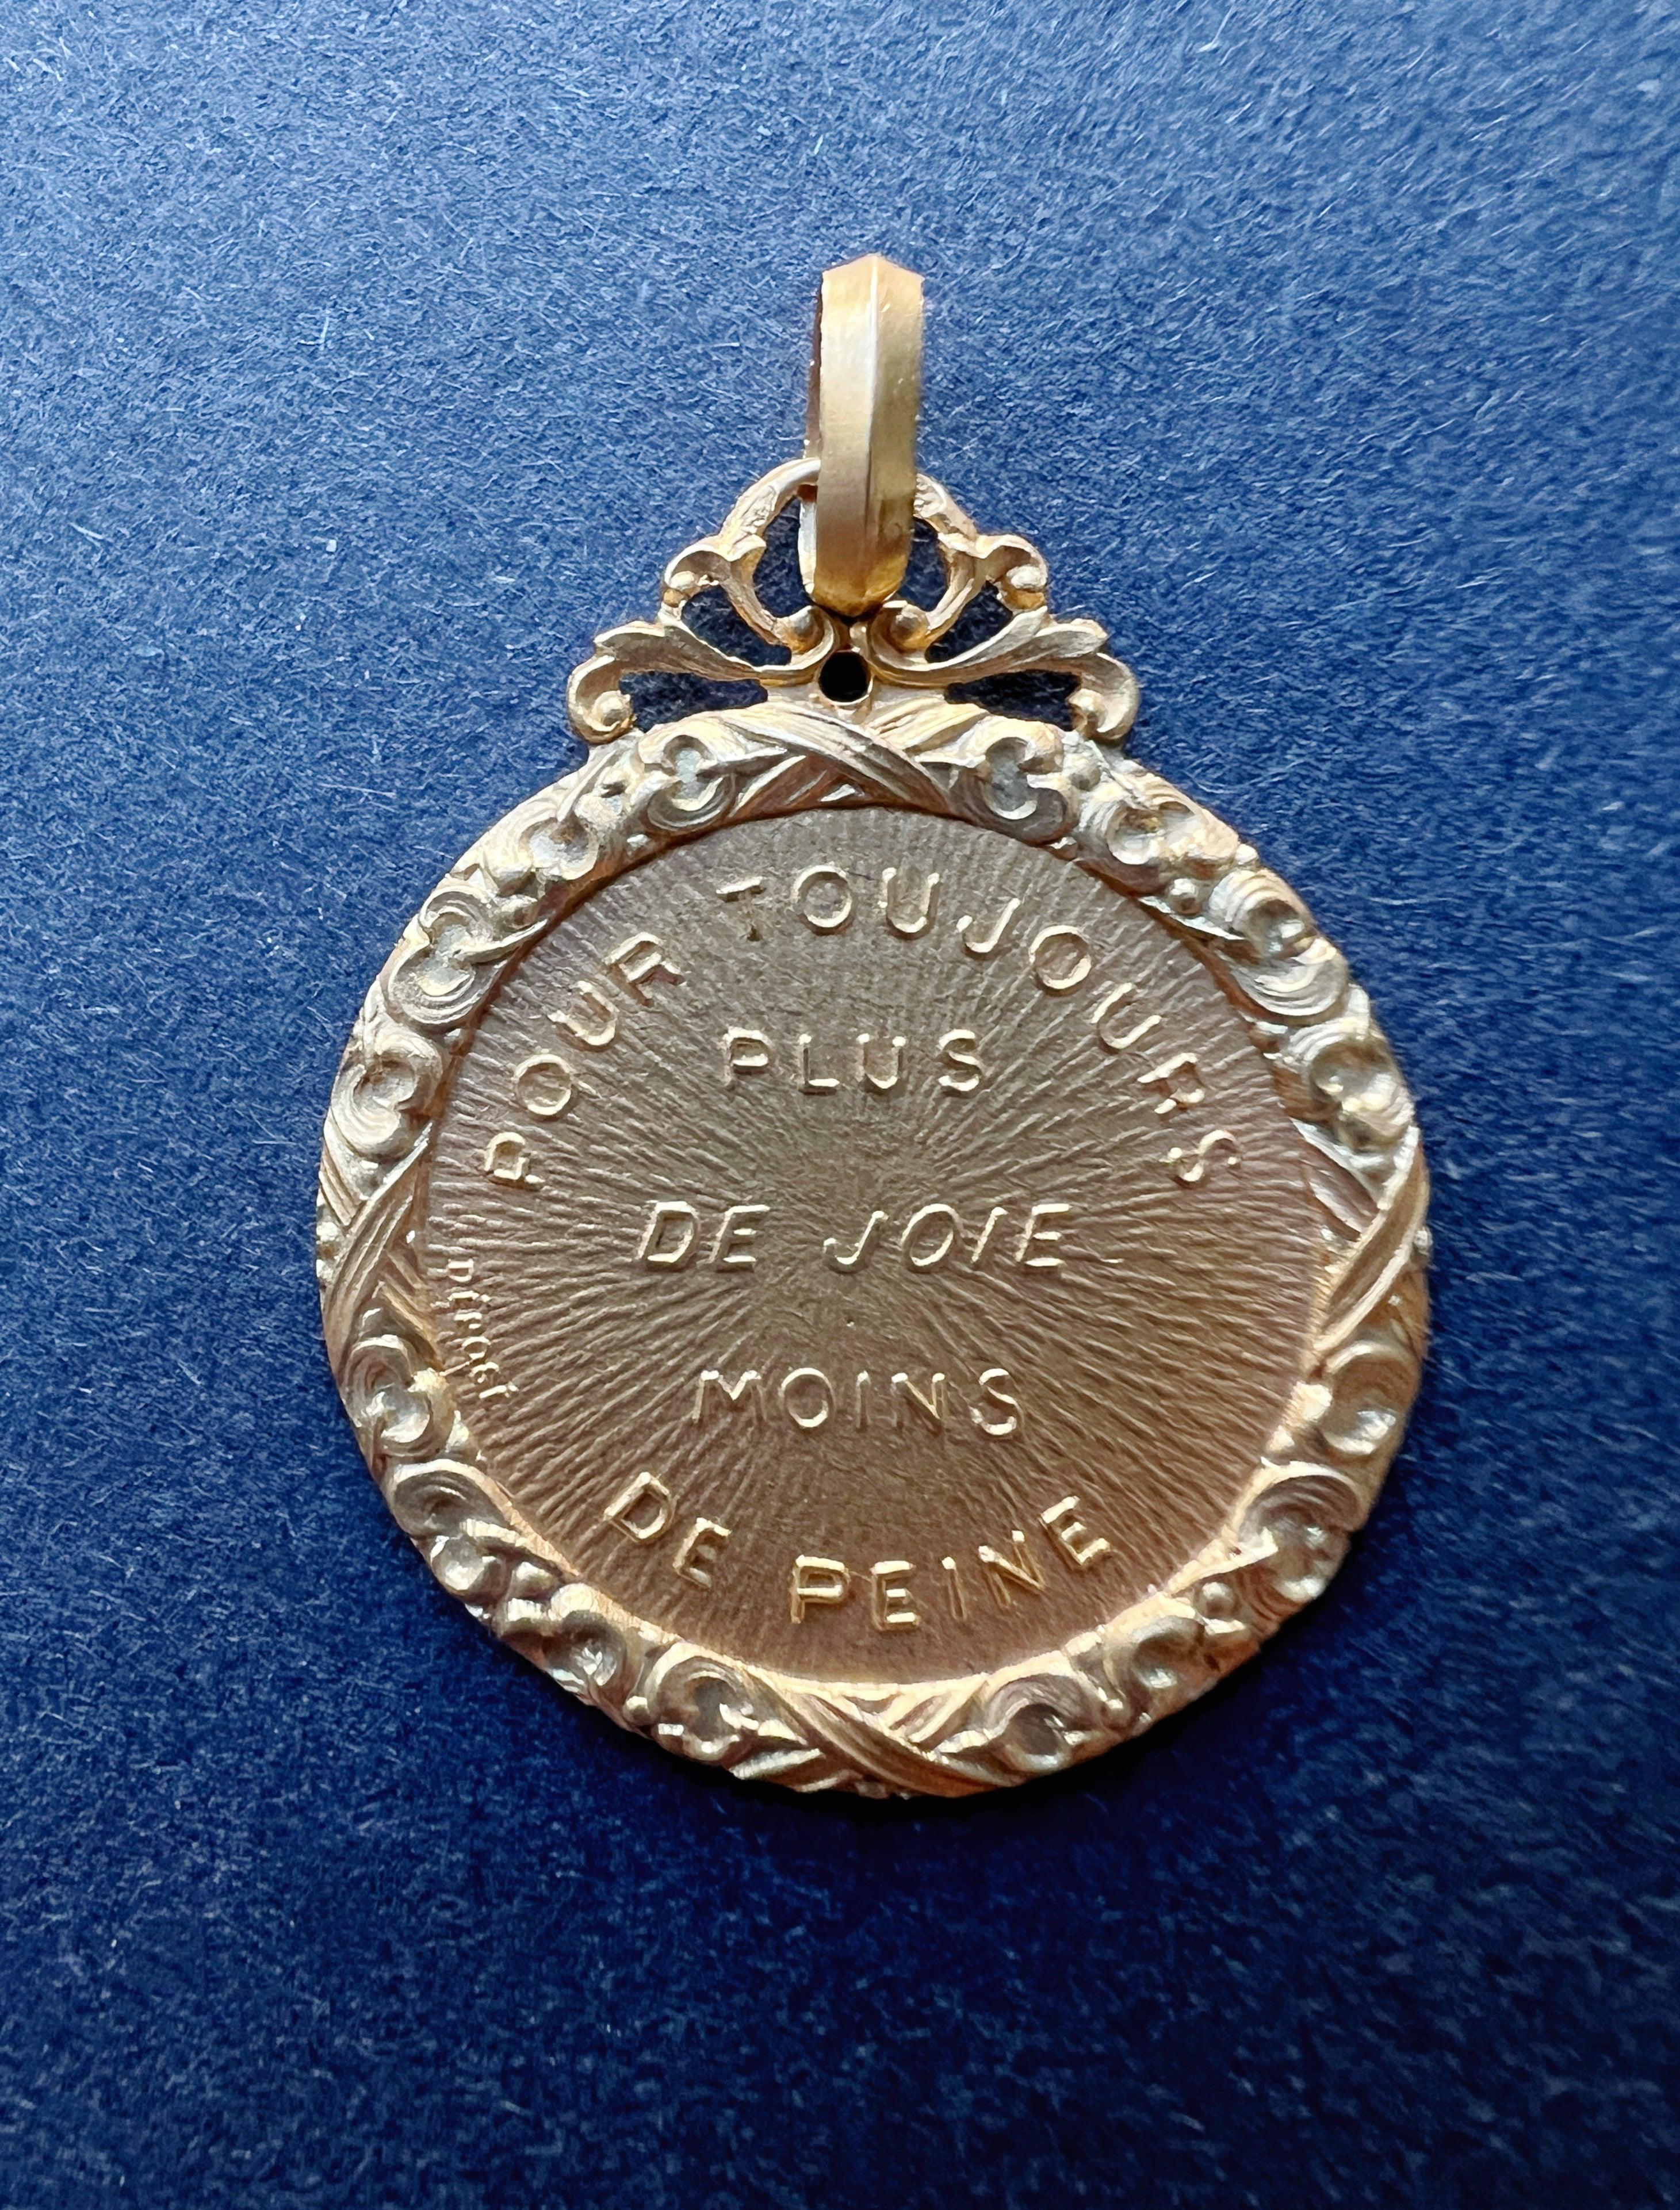 POUR TOUJOURS
PLUS
DE JOIE
MOINS
DE PEINE
Déposé